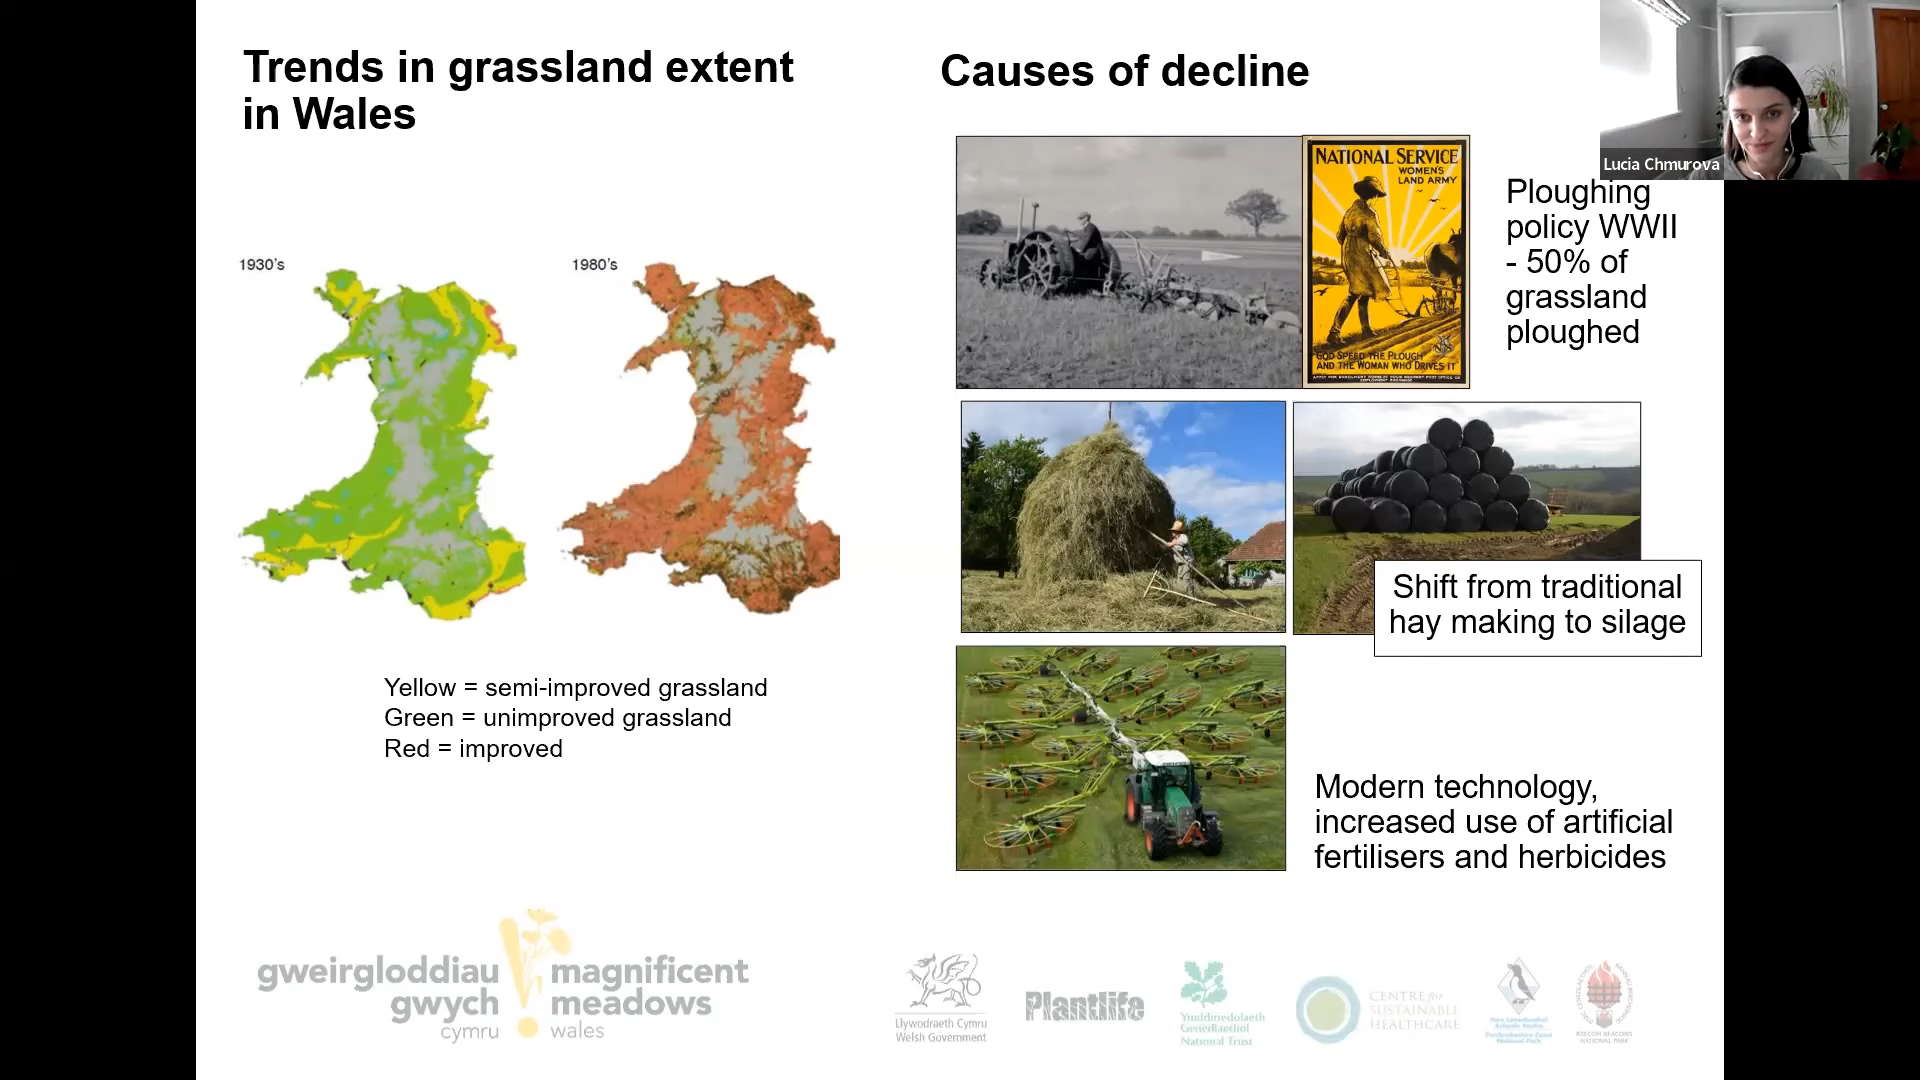 Trends in grassland extent
in Wales
1930's
1980's
Yellow = semi-improved grassland
Green = unimproved grassland
Red = improved
Causes of decline
NATIONAL SERVICE
WOMEN'S
LAND ARMY
"GOD SPEED THE PLOUGH
AND THE WOMAN WHO DRIVES IT"
Ploughing
policy WWII
- 50% of
grassland
ploughed
Shift from traditional
hay making to silage
Modern technology,
increased use of artificial
fertilisers and herbicides
Lucia Chmurova
gweirgloddiau
gwych
cymru
magnificent
meadows
wales
Llywodraeth Cymru
Welsh Government
Plantlife
Ymddiriedolaeth
Genedlaethol
National Trust
CENTRE for
SUSTAINABLE
HEALTHCARE
BRECON BEACONS
NATIONAL PARK